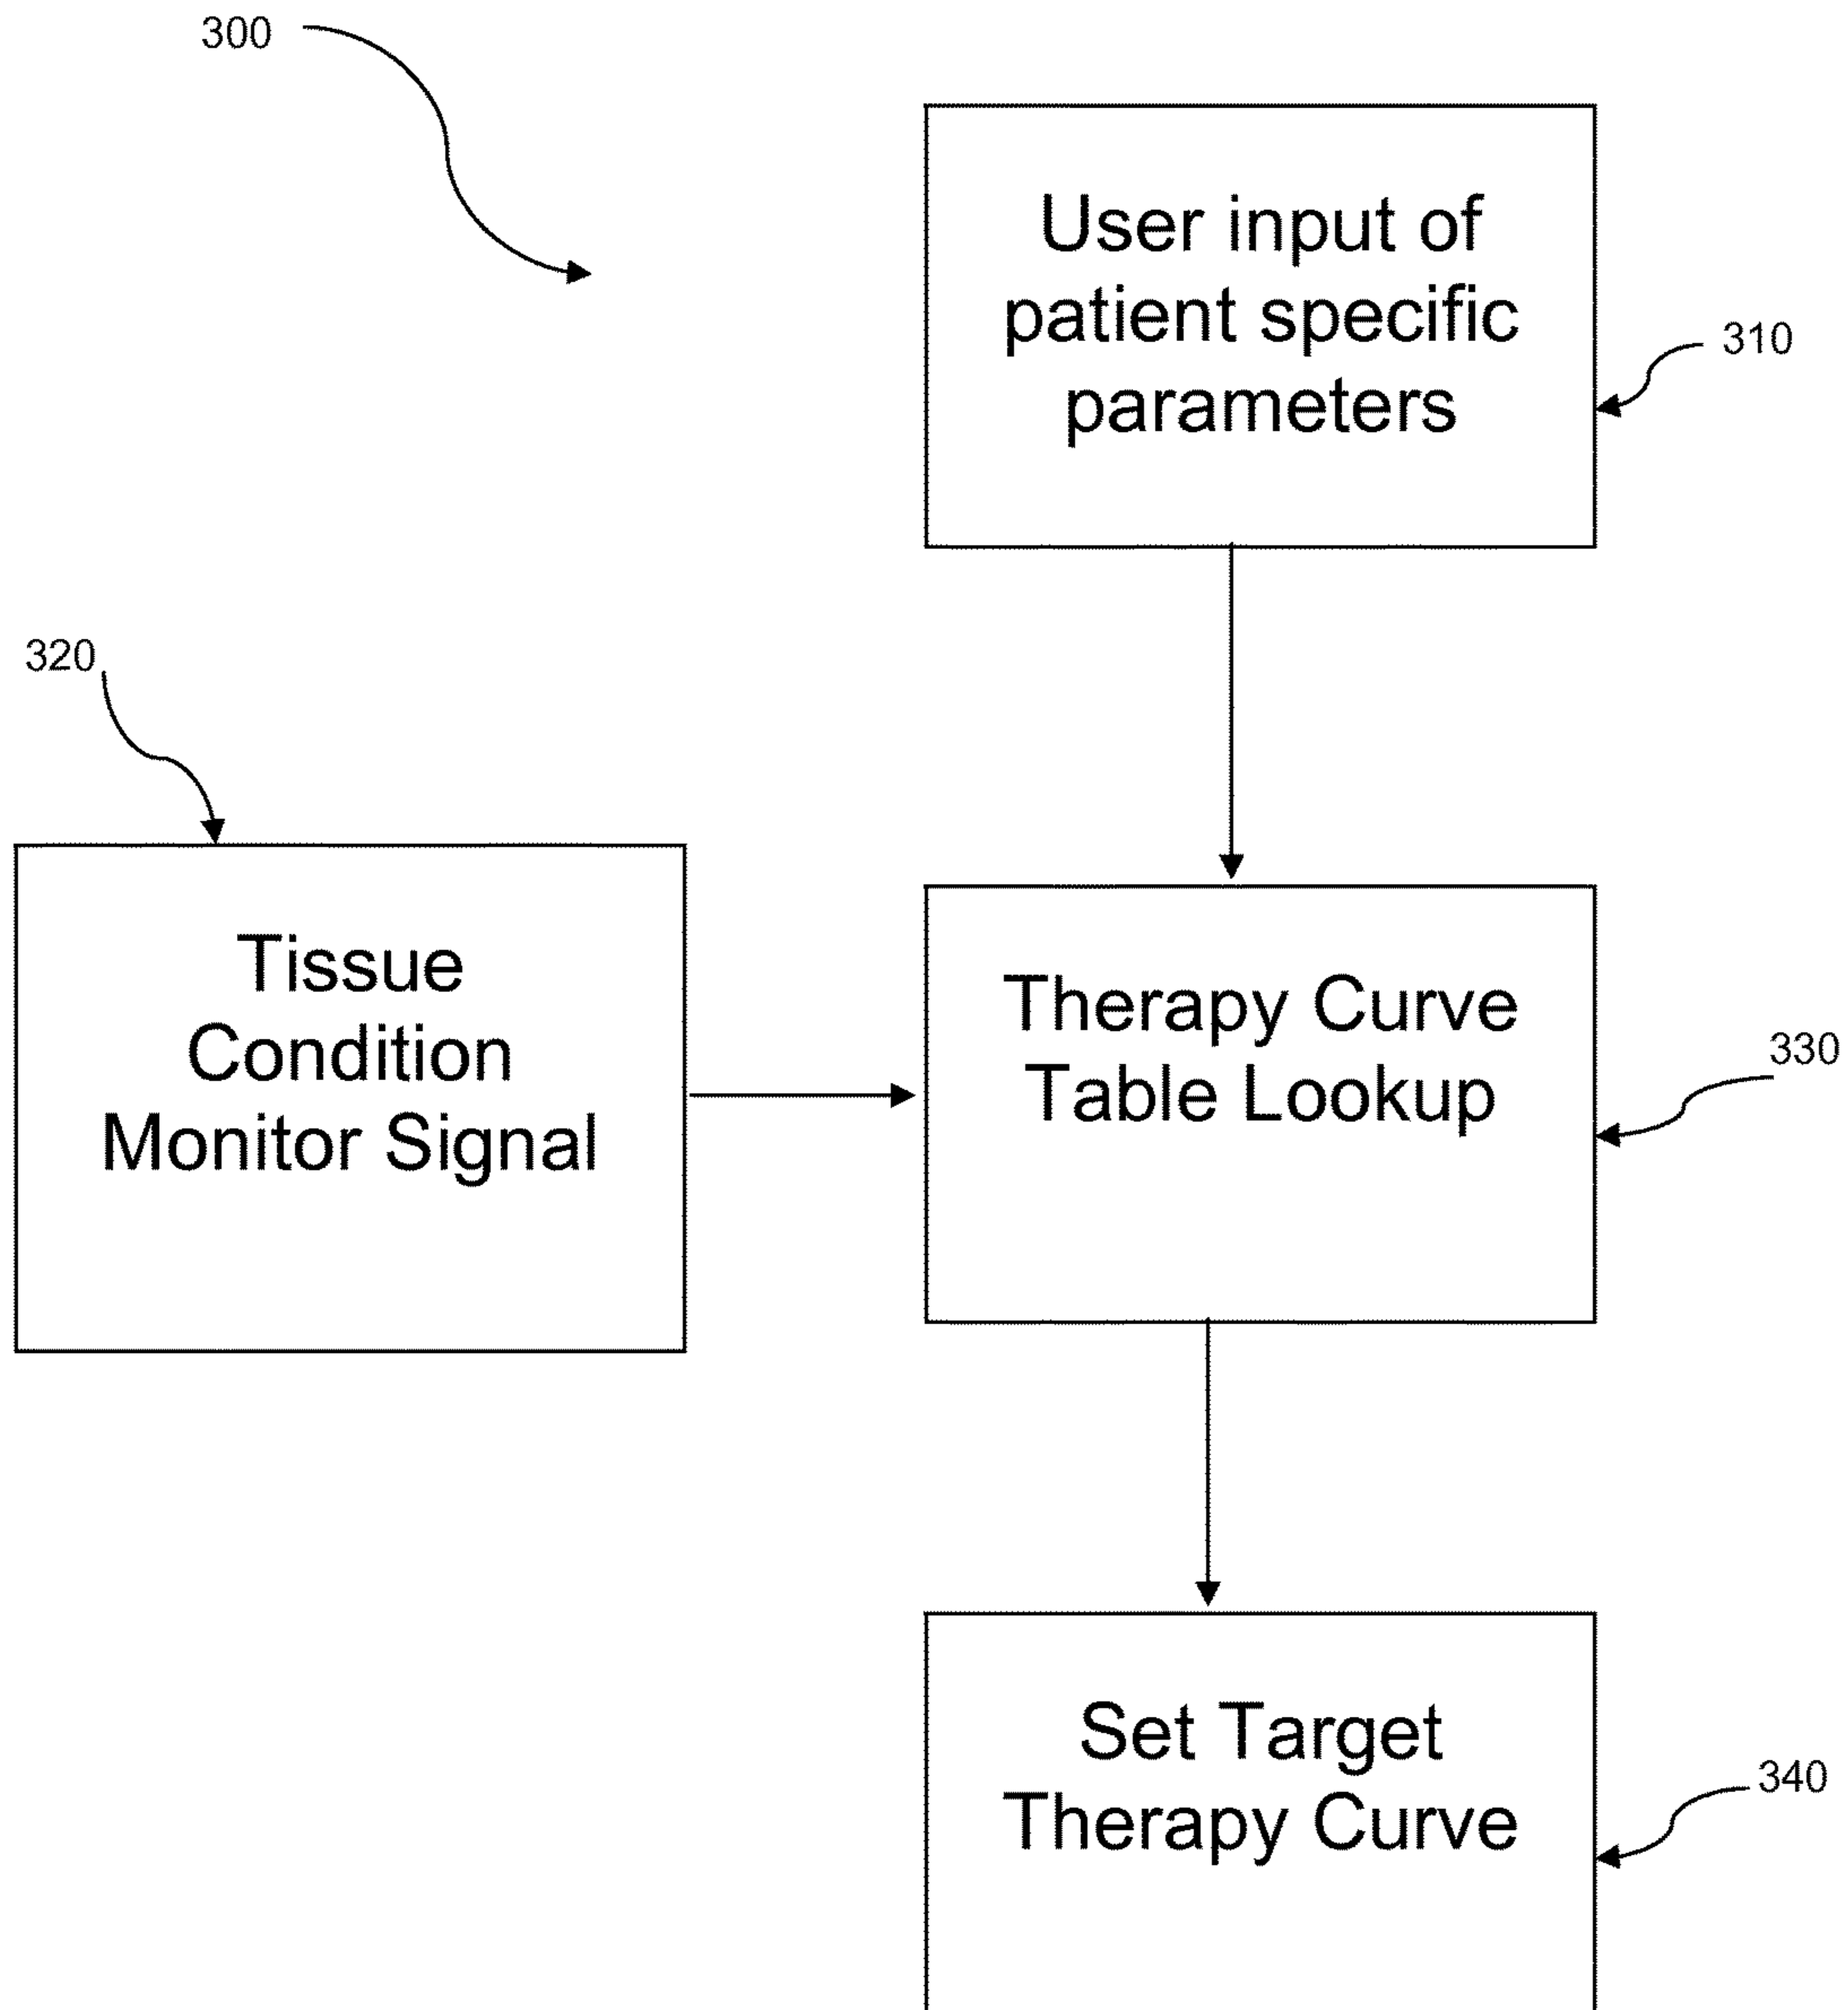 300
User input of
patient specific
parameters
310
320
Tissue
Condition
Monitor Signal
Therapy Curve
Table Lookup
330
Set Target
Therapy Curve
340